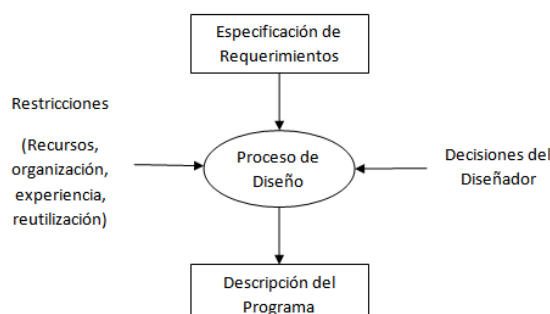 Especificación de
Requerimientos
Restricciones
(Recursos,
organización,
experiencia,
reutilización)
Proceso de
Diseño
Decisiones del
Diseñador
Descripción del
Programa